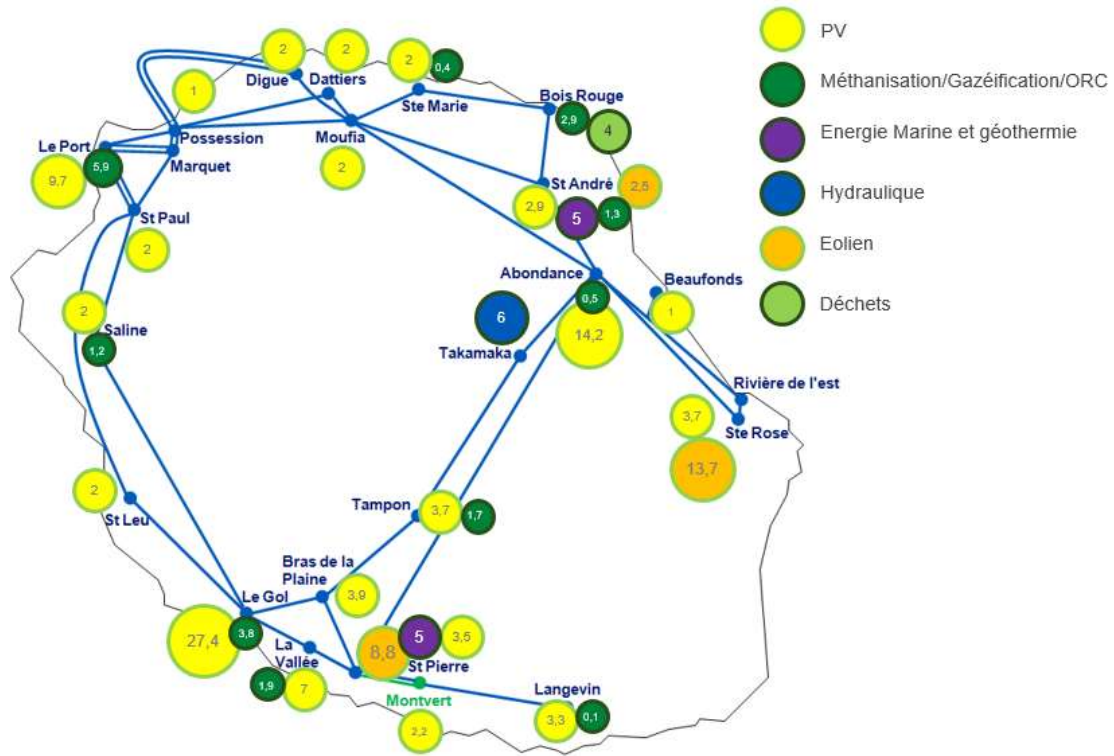 PV
Méthanisation/Gazéification/ORC
Energie Marine et géothermie
Hydraulique
Eolien
Déchets
2
2
2
0,4
Digue
Dattiers
Ste Marie
1
Bois Rouge
2,9
4
Possession
Moufia
Le Port
Marquet
5,9
9,7
2
St André
2,9
2,5
5
1,3
St Paul
2
Abondance
Beaufonds
0,5
1
14,2
6
Takamaka
2
Saline
1,2
Rivière de l'est
3,7
Ste Rose
13,7
2
St Leu
Tampon
3,7
1,7
Bras de la
Plaine
3,9
Le Gol
3,8
27,4
La
Vallée
8,8
5
3,5
St Pierre
1,9
7
Montvert
Langevin
2,2
3,3
0,1